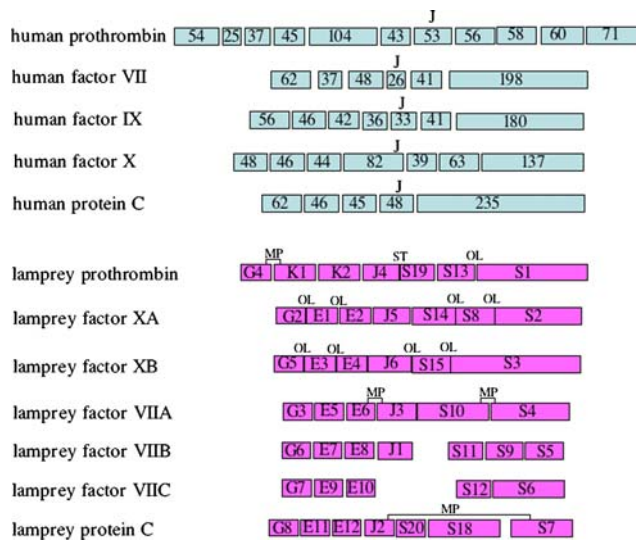 J
human prothrombin 54 25 37 45 104 43 53 56 58 60 71
J
human factor VII 62 37 48 26 41 198
J
human factor IX 56 46 42 36 33 41 180
J
human factor X 48 46 44 82 39 63 137
J
human protein C 62 46 45 48 235
MP ST OL
lamprey prothrombin G4 K1 K2 J4 S19 S13 S1
OL OL OL OL
lamprey factor XA G2 E1 E2 J5 S14 S8 S2
OL OL OL OL
lamprey factor XB G5 E3 E4 J6 S15 S3
MP MP
lamprey factor VIIA G3 E5 E6 J3 S10 S4
lamprey factor VIIB G6 E7 E8 J1 S11 S9 S5
lamprey factor VIIC G7 E9 E10 S12 S6
MP
lamprey protein C G8 E11 E12 J2 S20 S18 S7